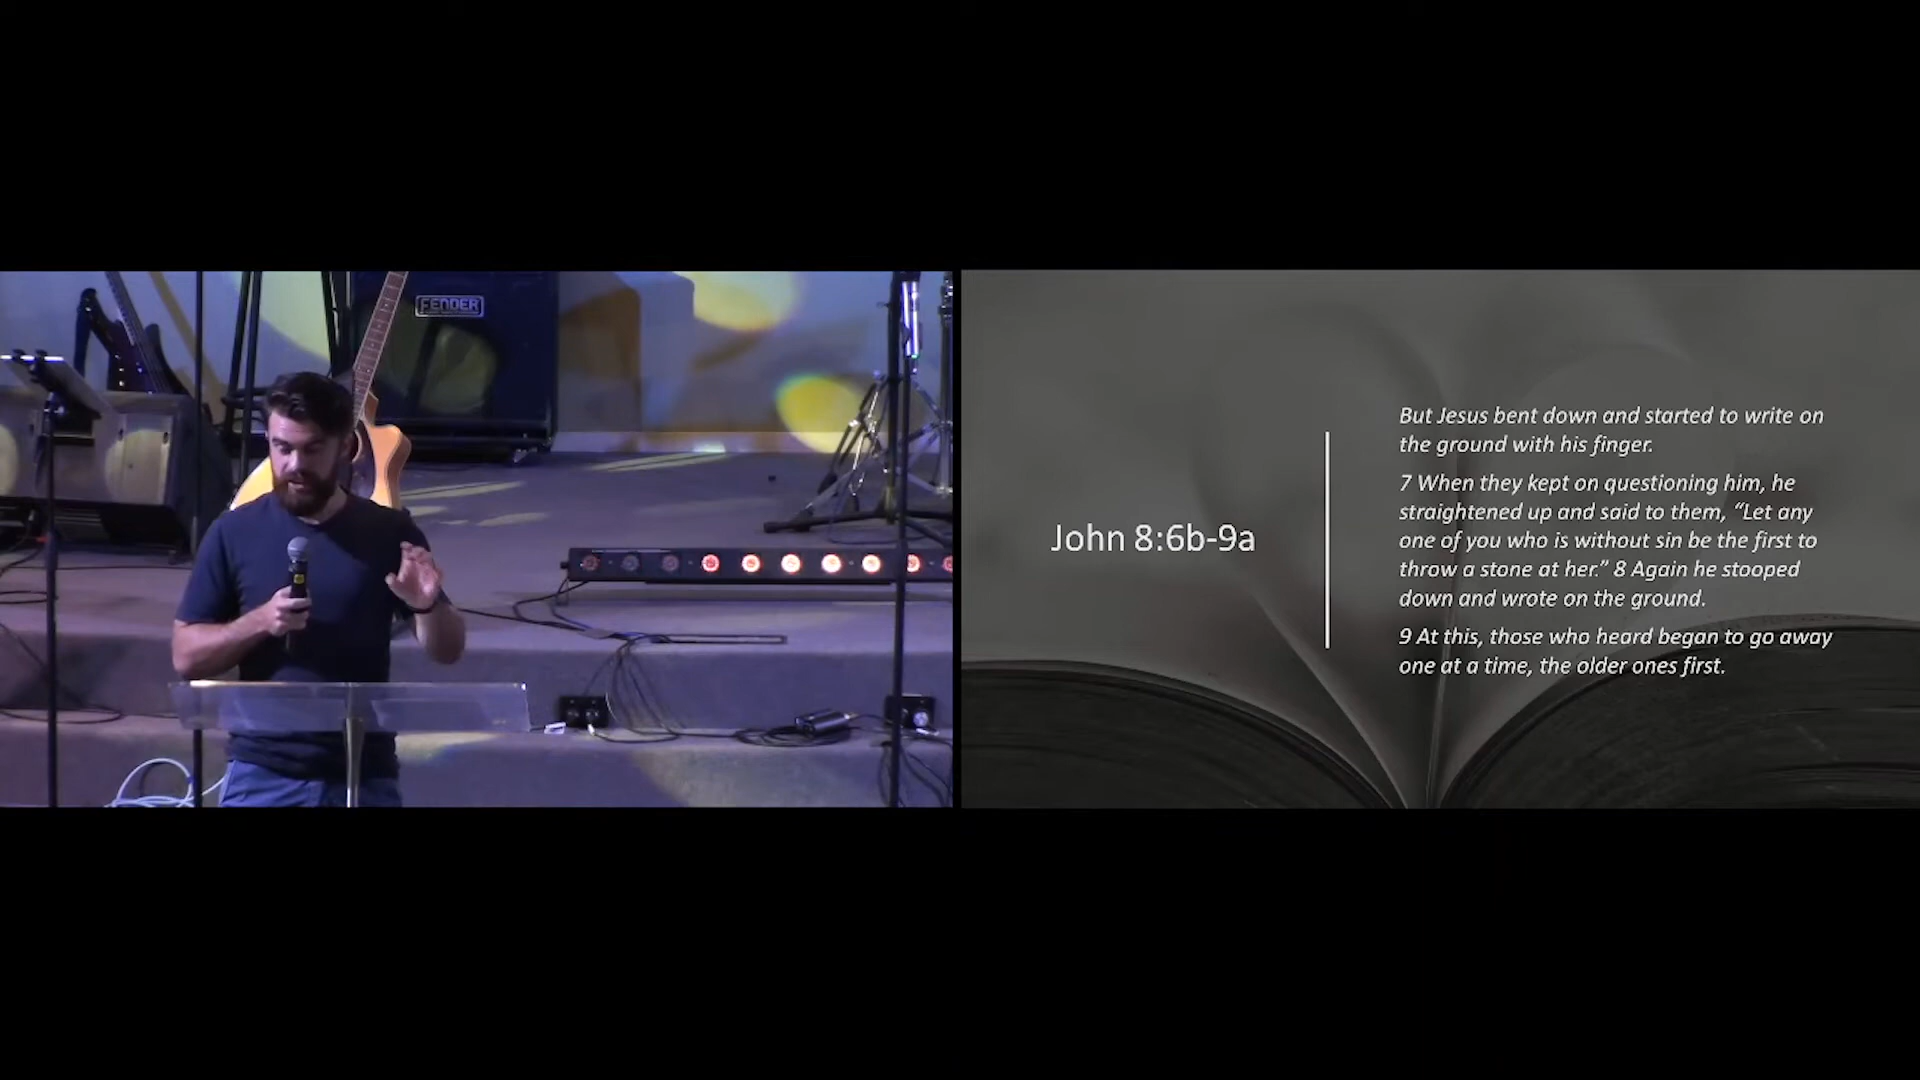 FENDER
John 8:6b-9a
But Jesus bent down and started to write on
the ground with his finger.
7 When they kept on questioning him, he
straightened up and said to them, “Let any
one of you who is without sin be the first to
throw a stone at her.” 8 Again he stooped
down and wrote on the ground.
9 At this, those who heard began to go away
one at a time, the older ones first.